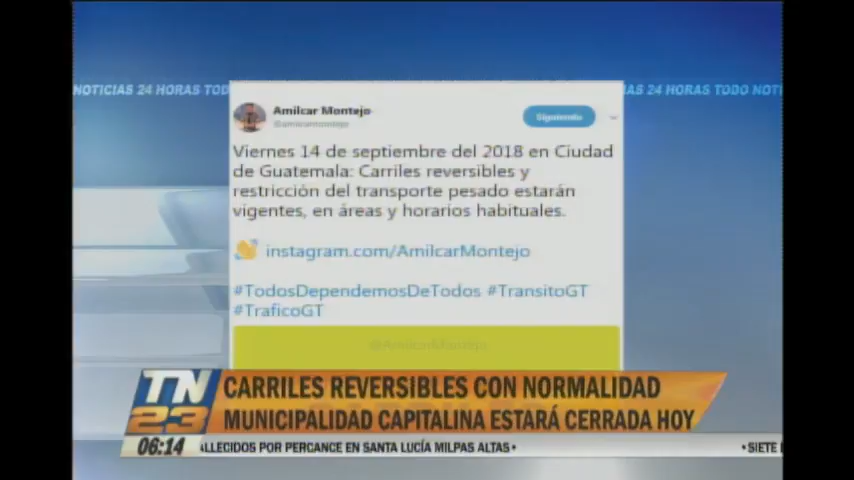 NOTICIAS 24 HORAS TOD
AS 24 HORAS TODO NOTI
Amilcar Montejo
@amilcarmontejo
Siguiendo
Viernes 14 de septiembre del 2018 en Ciudad
de Guatemala: Carriles reversibles y
restricción del transporte pesado estarán
vigentes, en áreas y horarios habituales.
instagram.com/AmilcarMontejo
#TodosDependemosDeTodos #TransitoGT
#TraficoGT
@AmilcarMontejo
TN
23
CARRILES REVERSIBLES CON NORMALIDAD
MUNICIPALIDAD CAPITALINA ESTARÁ CERRADA HOY
06:14
ALLECIDOS POR PERCANCE EN SANTA LUCÍA MILPAS ALTAS•
•SIETE